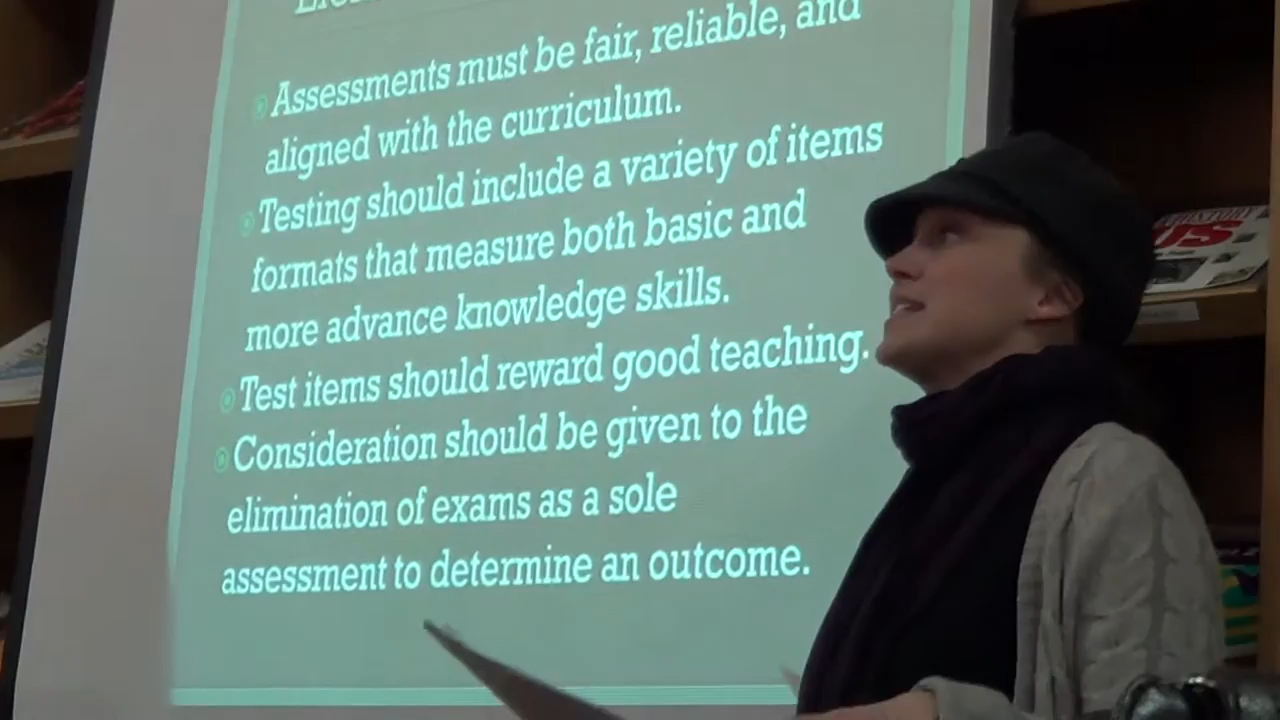 Assessments must be fair, reliable, and
aligned with the curriculum.
Testing should include a variety of items
formats that measure both basic and
more advance knowledge skills.
Test items should reward good teaching.
Consideration should be given to the
elimination of exams as a sole
assessment to determine an outcome.